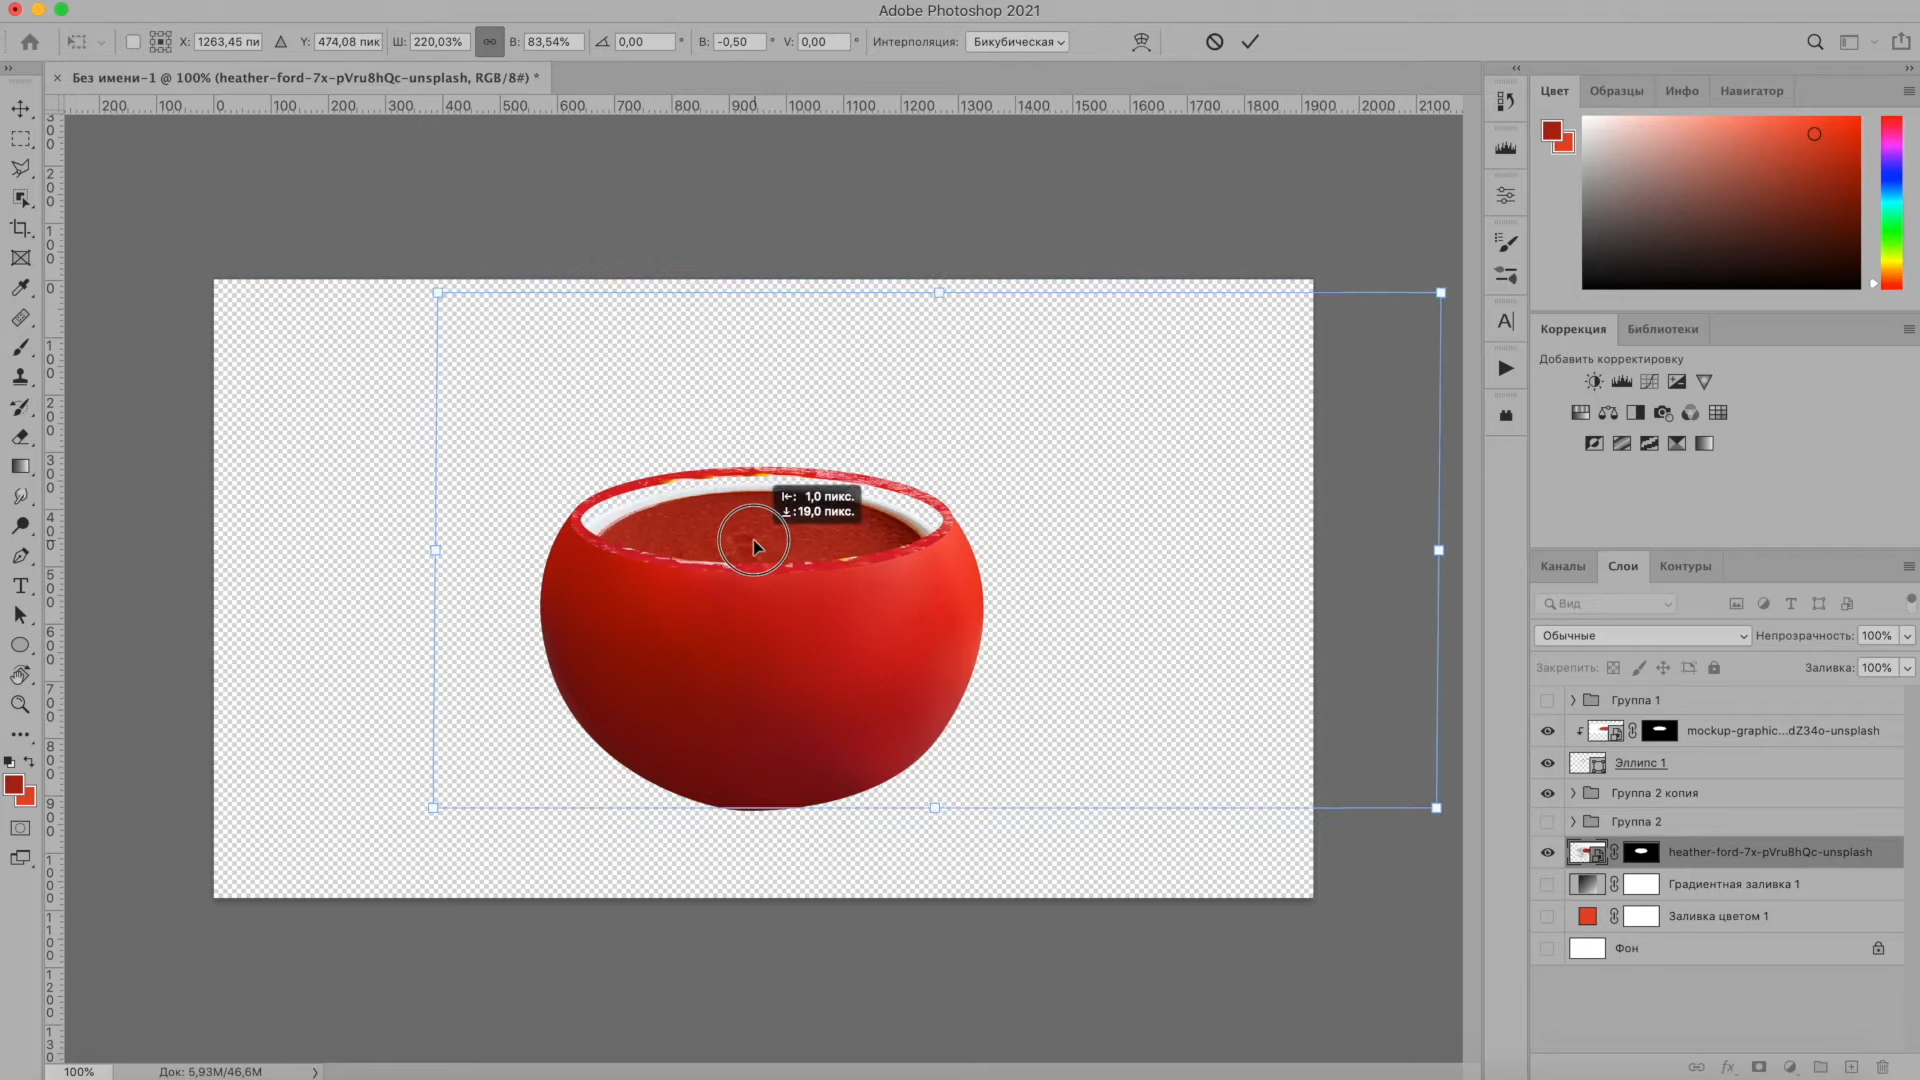 Adobe Photoshop 2021
X: 1263,45 пи Y: 474,08 пик Ш: 220,03% В: 83,54% 0,00 ° В: -0,50 ° V: 0,00 ° Интерполяция: Бикубическая
Без имени-1 @ 100% (heather-ford-7x-pVru8hQc-unsplash, RGB/8#) *
200 100 0 100 200 300 400 500 600 700 800 900 1000 1100 1200 1300 1400 1500 1600 1700 1800 1900 2000 2100
Цвет Образцы Инфо Навигатор
Коррекция Библиотеки
Добавить корректировку
1,0 пикс.
:19,0 пикс.
Каналы Слои Контуры
Вид
Обычные Непрозрачность: 100%
Закрепить: Заливка: 100%
Группа 1
mockup-graphic...dZ34o-unsplash
Эллипс 1
Группа 2 копия
Группа 2
heather-ford-7x-pVru8hQc-unsplash
Градиентная заливка 1
Заливка цветом 1
Фон
fx
100% Док: 5,93M/46,6M